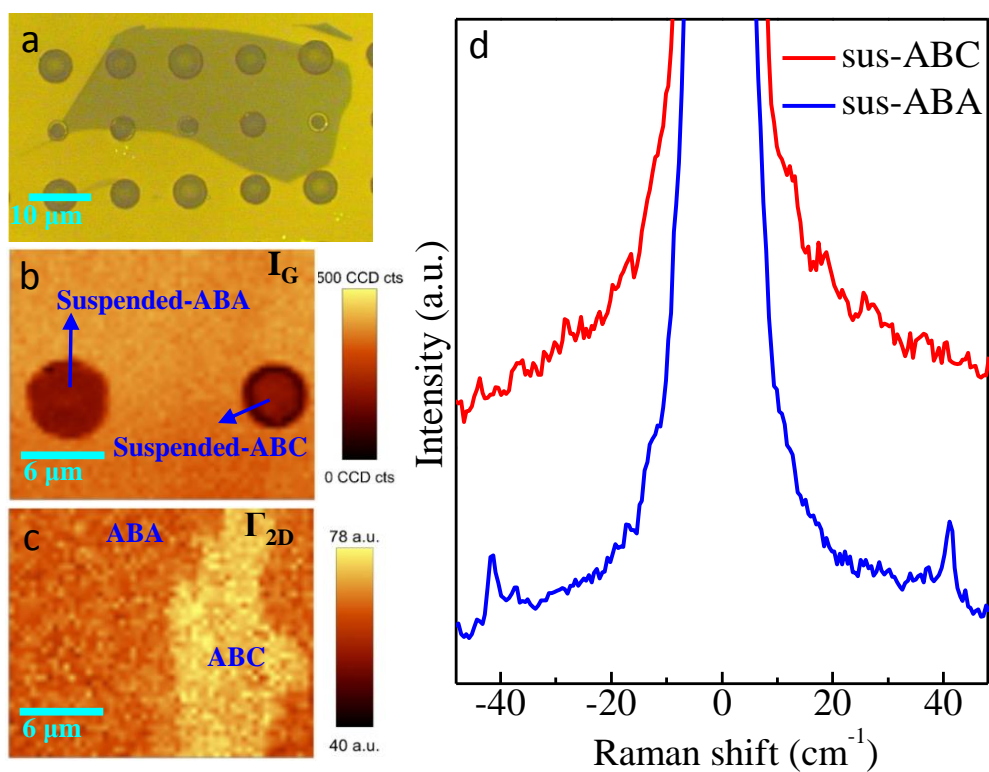 a
10 μm
b
I_G
Suspended-ABA
Suspended-ABC
6 μm
500 CCD cts
0 CCD cts
c
ABA
Γ_2D
ABC
6 μm
78 a.u.
40 a.u.
d
sus-ABC
sus-ABA
Intensity (a.u.)
-40 -20 0 20 40
Raman shift (cm⁻¹)